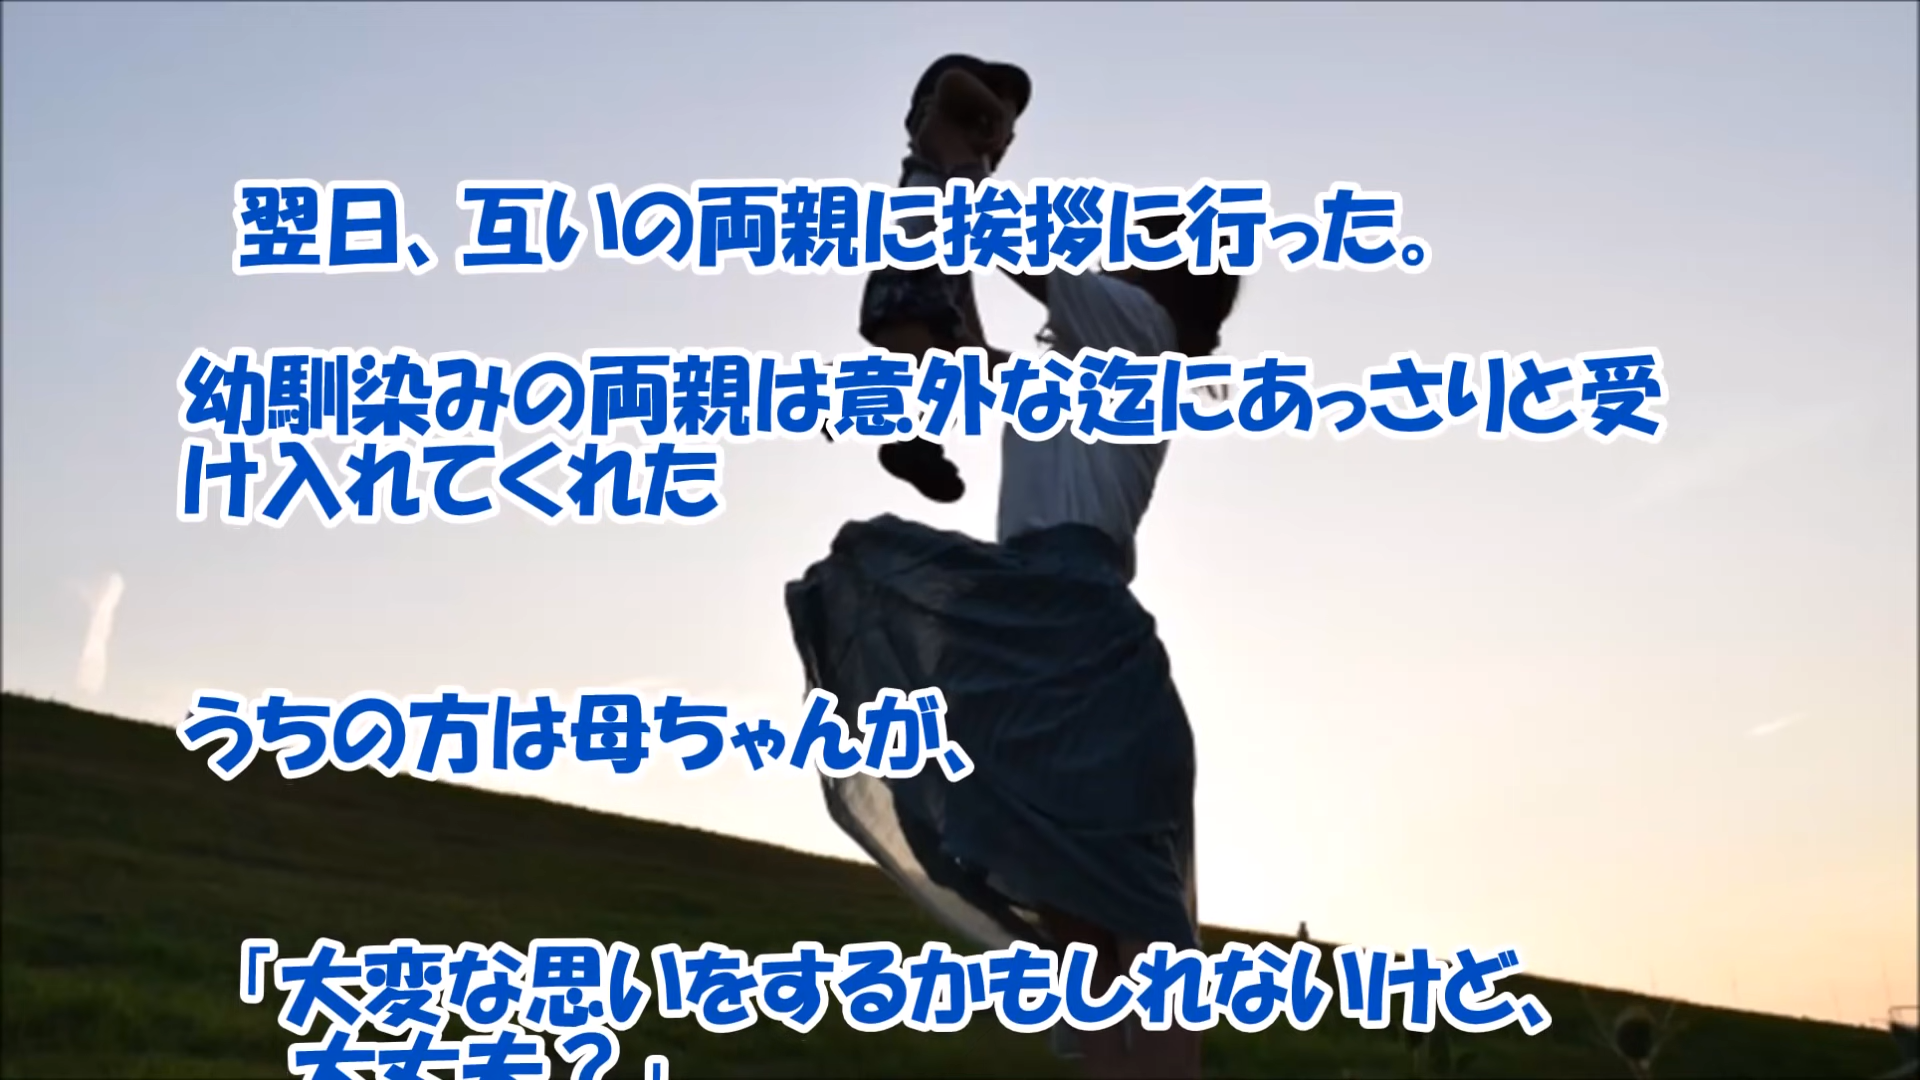 翌日、互いの両親に挨拶に行った。
幼馴染みの両親は意外な迄にあっさりと受
け入れてくれた
うちの方は母ちゃんが、
「大変な思いをするかもしれないけど、
大丈夫？」